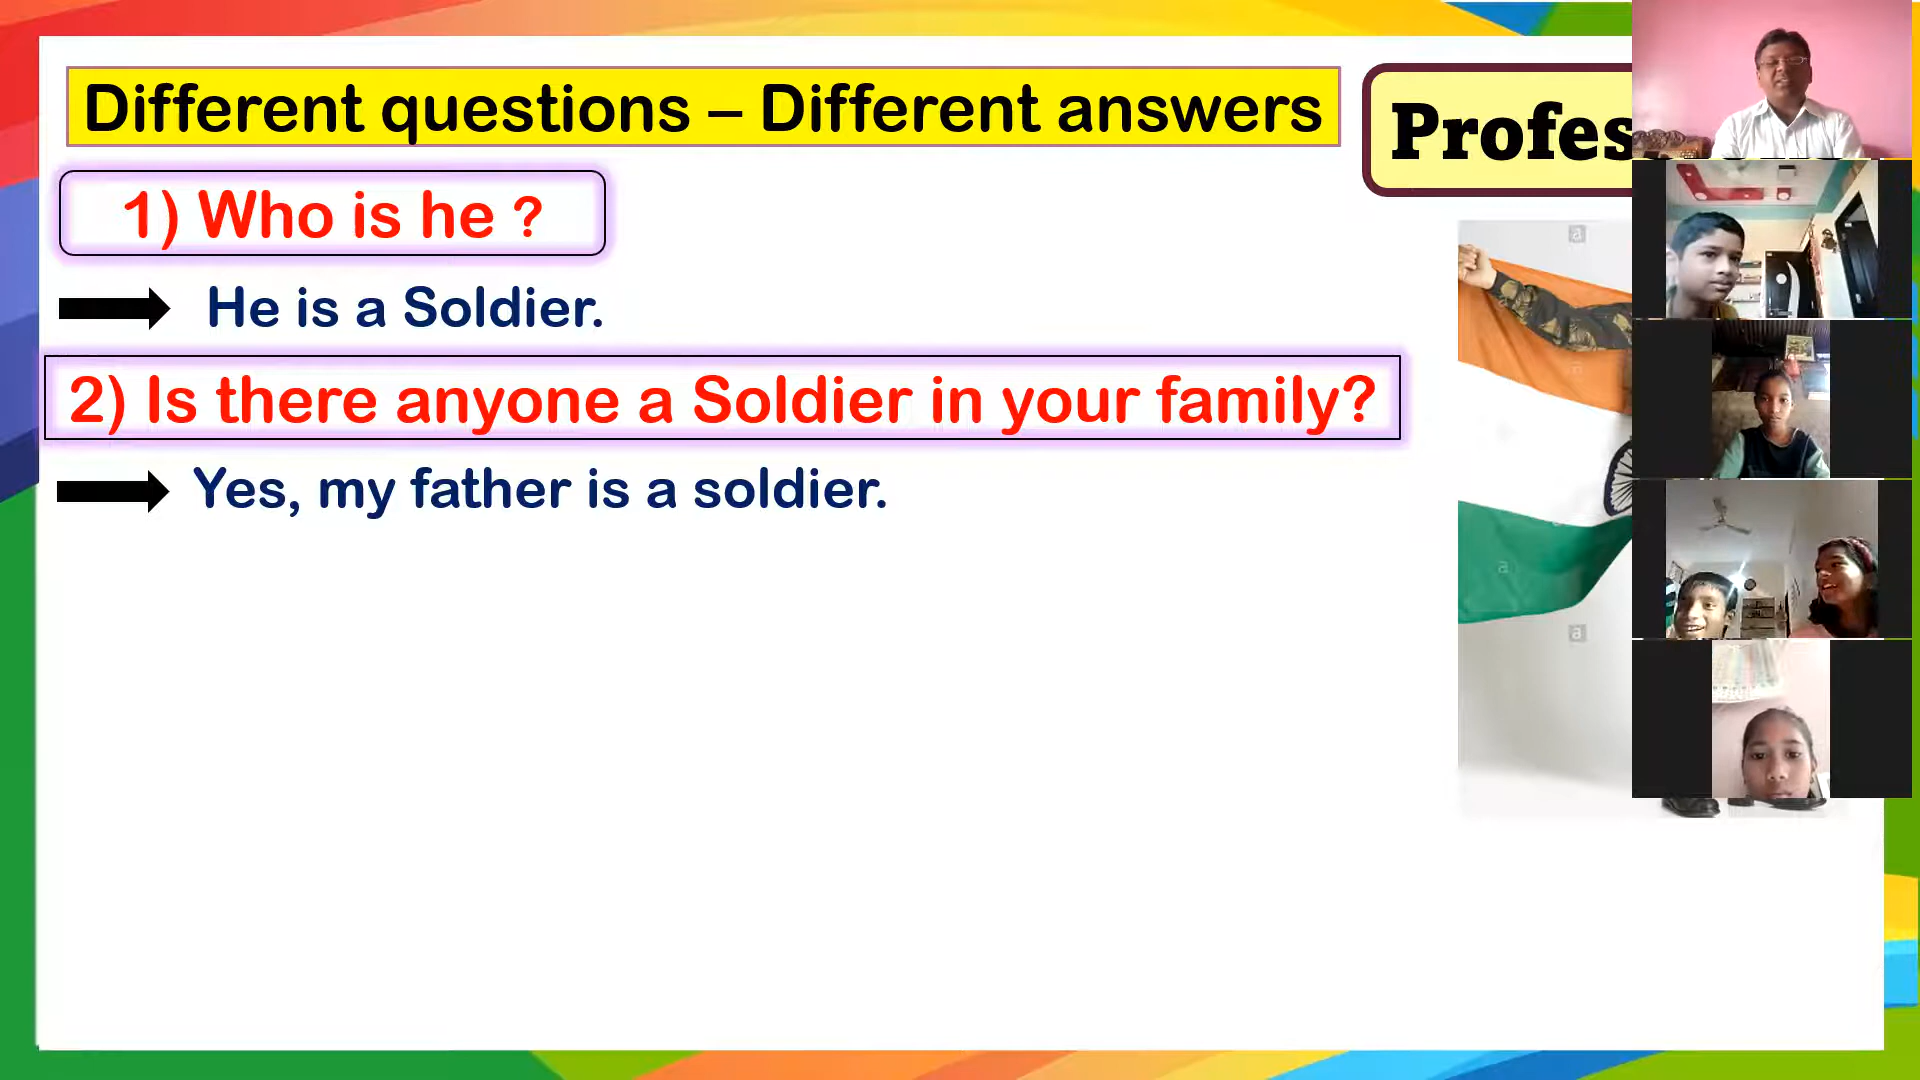 Different questions – Different answers
Profes
1) Who is he ?
He is a Soldier.
2) Is there anyone a Soldier in your family?
Yes, my father is a soldier.
a
a
a